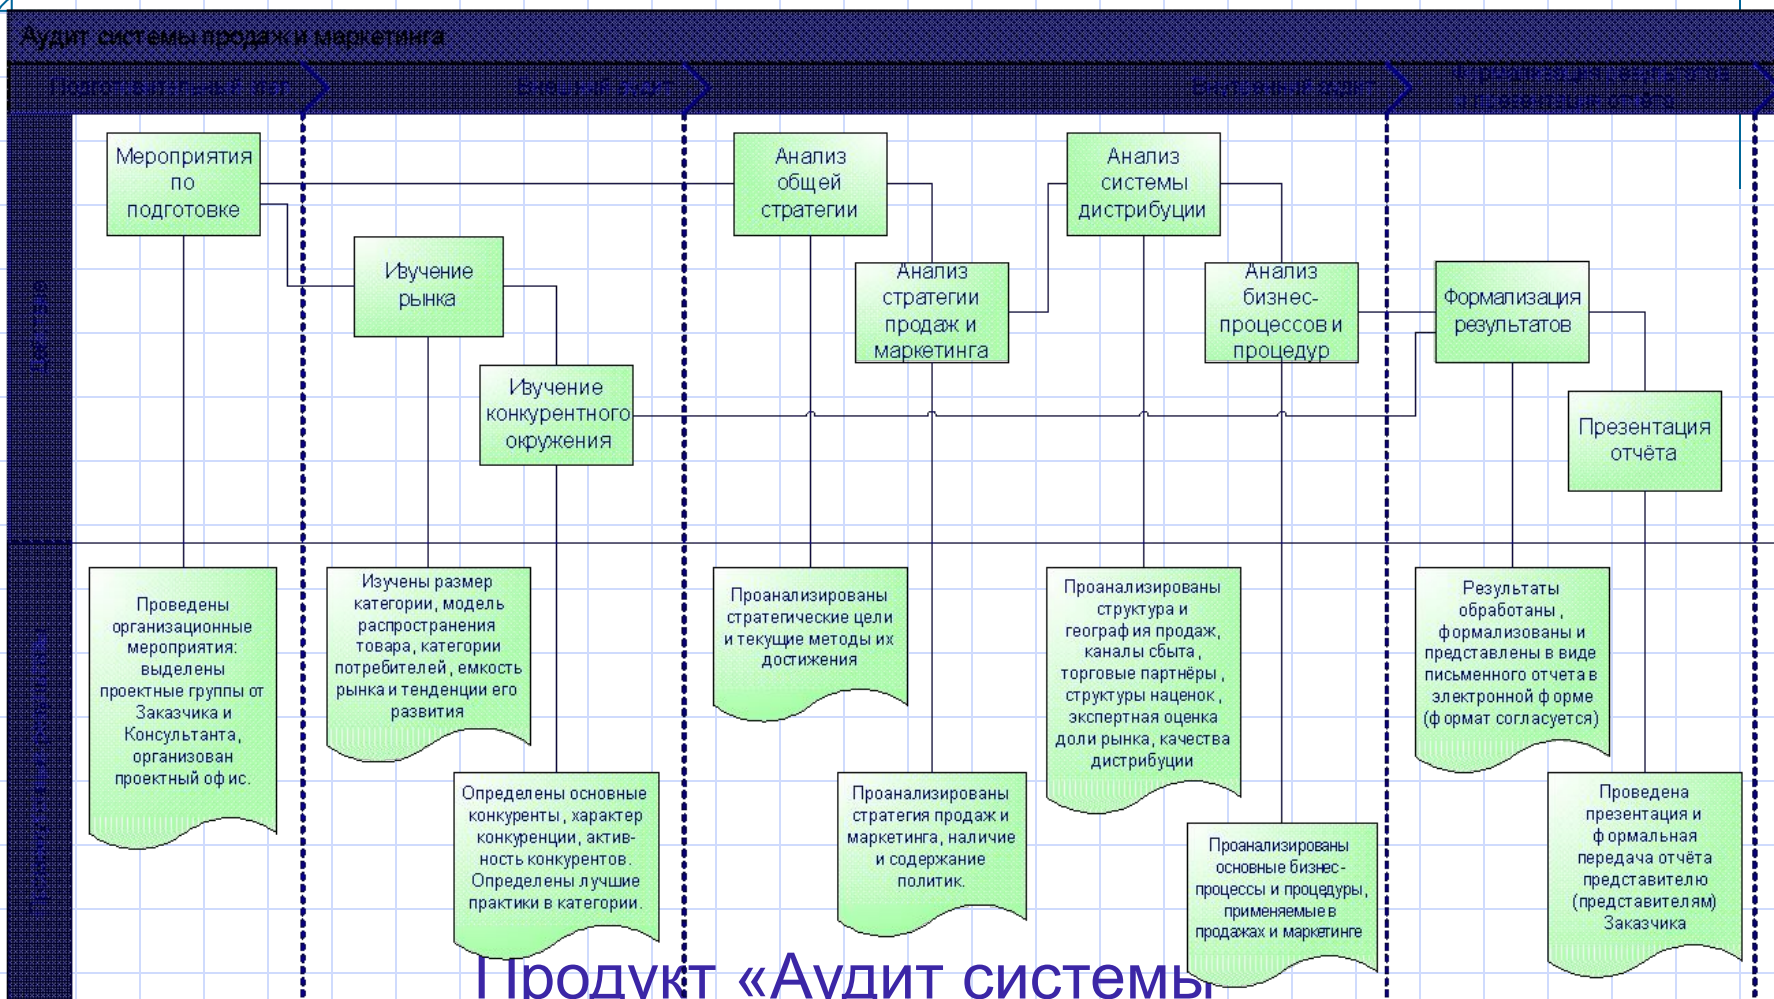 Аудит системы продаж и маркетинга
Подготовительный этап
Внешний аудит
Внутренний аудит
Формализация результатов
и презентация отчёта
Мероприятия
по
подготовке
Изучение
рынка
Изучение
конкурентного
окружения
Анализ
общей
стратегии
Анализ
стратегии
продаж и
маркетинга
Анализ
системы
дистрибуции
Анализ
бизнес-
процессов и
процедур
Формализация
результатов
Презентация
отчёта
Проведены
организационные
мероприятия:
выделены
проектные группы от
Заказчика и
Консультанта,
организован
проектный офис.
Изучены размер
категории, модель
распространения
товара, категории
потребителей, емкость
рынка и тенденции его
развития
Определены основные
конкуренты, характер
конкуренции, актив-
ность конкурентов.
Определены лучшие
практики в категории.
Проанализированы
стратегические цели
и текущие методы их
достижения
Проанализированы
стратегия продаж и
маркетинга, наличие
и содержание
политик.
Проанализированы
структура и
география продаж,
каналы сбыта,
торговые партнёры,
структуры наценок,
экспертная оценка
доли рынка, качества
дистрибуции
Проанализированы
основные бизнес-
процессы и процедуры,
применяемые в
продажах и маркетинге
Результаты
обработаны,
формализованы и
представлены в виде
письменного отчета в
электронной форме
(формат согласуется)
Проведена
презентация и
формальная
передача отчёта
представителю
(представителям)
Заказчика
Продукт «Аудит системы